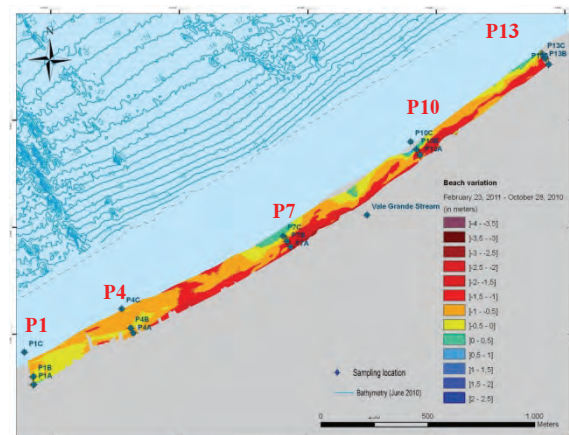 N
P13
P13C
P13B
P10
P10C
P10A
Beach variation
February 23, 2011 - October 28, 2010
(in meters)
]-4 - -3,5]
]-3,5 - -3]
]-3 - -2.5]
]-2,5 - -2]
]-2 - -1,5]
]-1,5 - -1]
]-1 - -0.5]
]-0,5 - 0]
]0 - 0,5]
]0,5 - 1]
]1 - 1,5]
]1,5 - 2]
]2 - 2,5]
Vale Grande Stream
P7
P7C
P4
P4C
P4B
P4A
P1
P1C
P1B
P1A
Sampling location
Bathymetry (June 2010)
0 250 500 1.000
Meters